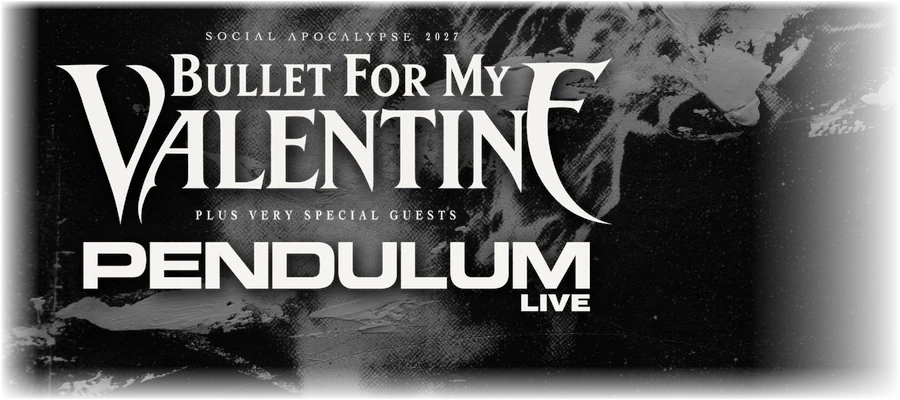 SOCIAL APOCALYPSE 2027
BULLET FOR MY
VALENTINE
PLUS VERY SPECIAL GUESTS
PENDULUM
LIVE